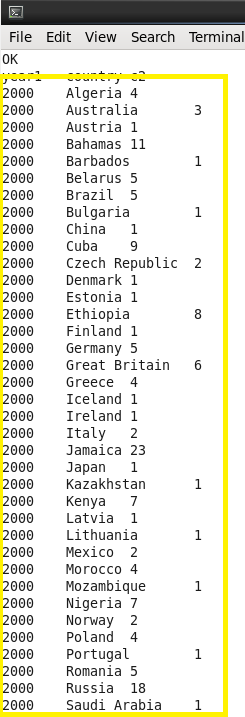 File Edit View Search Terminal
OK
year1 country c2
2000 Algeria 4
2000 Australia 3
2000 Austria 1
2000 Bahamas 11
2000 Barbados 1
2000 Belarus 5
2000 Brazil 5
2000 Bulgaria 1
2000 China 1
2000 Cuba 9
2000 Czech Republic 2
2000 Denmark 1
2000 Estonia 1
2000 Ethiopia 8
2000 Finland 1
2000 Germany 5
2000 Great Britain 6
2000 Greece 4
2000 Iceland 1
2000 Ireland 1
2000 Italy 2
2000 Jamaica 23
2000 Japan 1
2000 Kazakhstan 1
2000 Kenya 7
2000 Latvia 1
2000 Lithuania 1
2000 Mexico 2
2000 Morocco 4
2000 Mozambique 1
2000 Nigeria 7
2000 Norway 2
2000 Poland 4
2000 Portugal 1
2000 Romania 5
2000 Russia 18
2000 Saudi Arabia 1